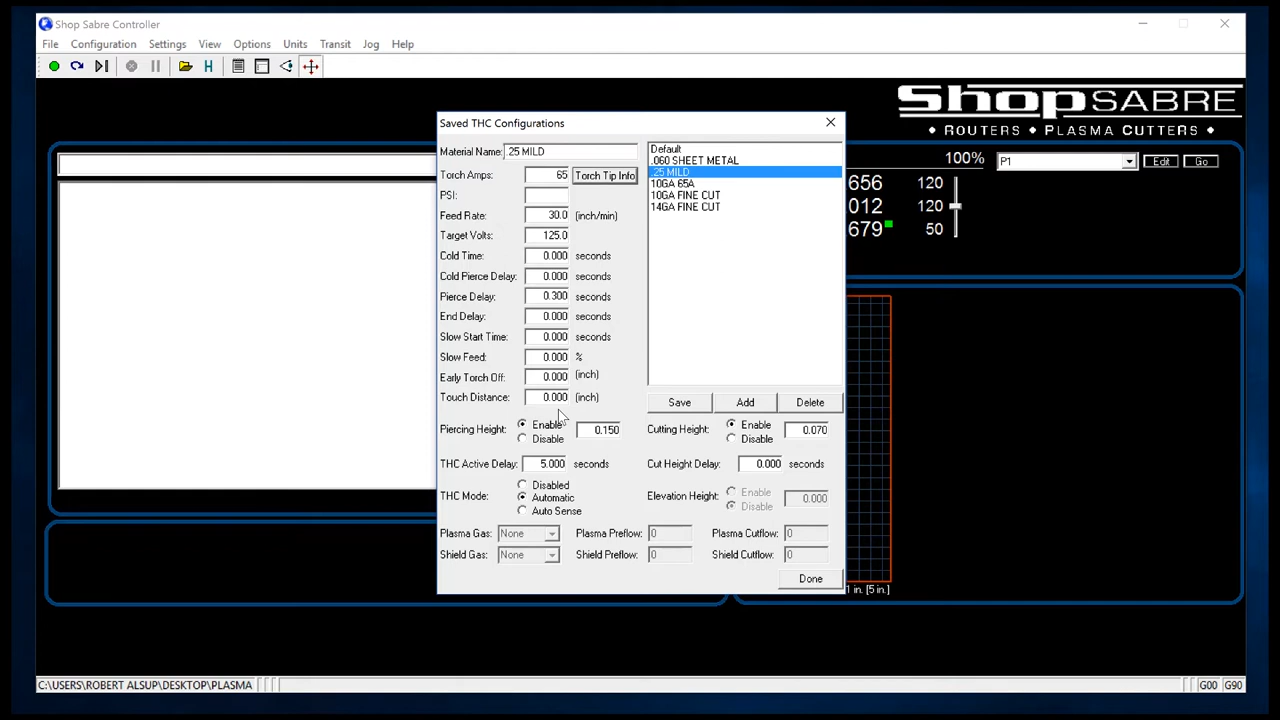 Shop Sabre Controller
File Configuration Settings View Options Units Transit Jog Help
ShopSABRE
• ROUTERS • PLASMA CUTTERS •
Saved THC Configurations
Material Name: .25 MILD
Torch Amps: 65 Torch Tip Info
PSI:
Feed Rate: 30.0 (inch/min)
Target Volts: 125.0
Cold Time: 0.000 seconds
Cold Pierce Delay: 0.000 seconds
Pierce Delay: 0.300 seconds
End Delay: 0.000 seconds
Slow Start Time: 0.000 seconds
Slow Feed: 0.000 %
Early Torch Off: 0.000 (inch)
Touch Distance: 0.000 (inch)
Default
.060 SHEET METAL
.25 MILD
10GA 65A
10GA FINE CUT
14GA FINE CUT
Save Add Delete
Piercing Height: Enable Disable 0.150
Cutting Height: Enable Disable 0.070
THC Active Delay: 5.000 seconds
Cut Height Delay: 0.000 seconds
THC Mode: Disabled
Automatic
Auto Sense
Elevation Height: Enable Disable 0.000
Plasma Gas: None Plasma Preflow: 0 Plasma Cutflow: 0
Shield Gas: None Shield Preflow: 0 Shield Cutflow: 0
Done
100% P1 Edit Go
656 120
012 120
679 50
1 in. [5 in.]
C:\USERS\ROBERT ALSUP\DESKTOP\PLASMA
G00 G90